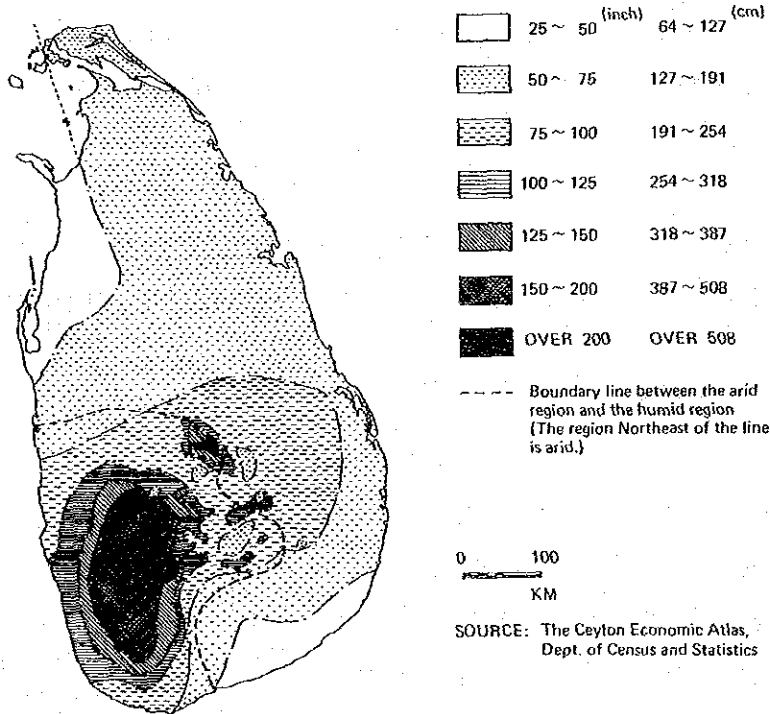 (inch) (cm)
25 ~ 50 64 ~ 127
50 ~ 75 127 ~ 191
75 ~ 100 191 ~ 254
100 ~ 125 254 ~ 318
125 ~ 150 318 ~ 387
150 ~ 200 387 ~ 508
OVER 200 OVER 508
Boundary line between the arid
region and the humid region
(The region Northeast of the line
is arid.)
0 100
KM
SOURCE: The Ceylon Economic Atlas,
Dept. of Census and Statistics